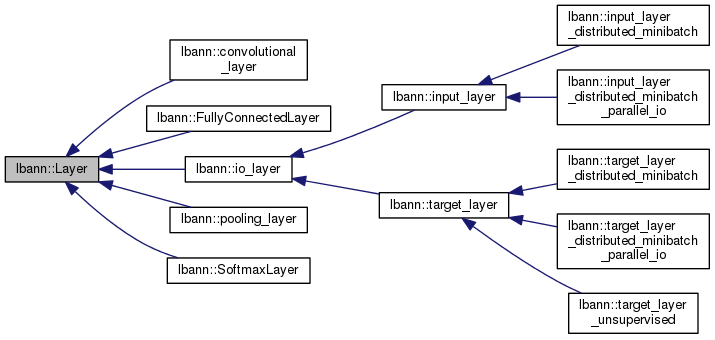 lbann::Layer
lbann::convolutional
_layer
lbann::FullyConnectedLayer
lbann::io_layer
lbann::pooling_layer
lbann::SoftmaxLayer
lbann::input_layer
lbann::target_layer
lbann::input_layer
_distributed_minibatch
lbann::input_layer
_distributed_minibatch
_parallel_io
lbann::target_layer
_distributed_minibatch
lbann::target_layer
_distributed_minibatch
_parallel_io
lbann::target_layer
_unsupervised